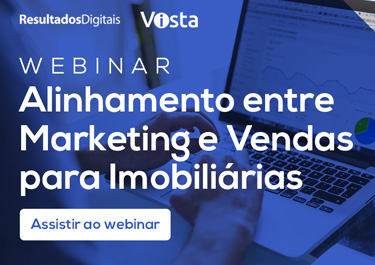 ResultadosDigitais Vista
WEBINAR
Alinhamento entre
Marketing e Vendas
para Imobiliárias
Assistir ao webinar